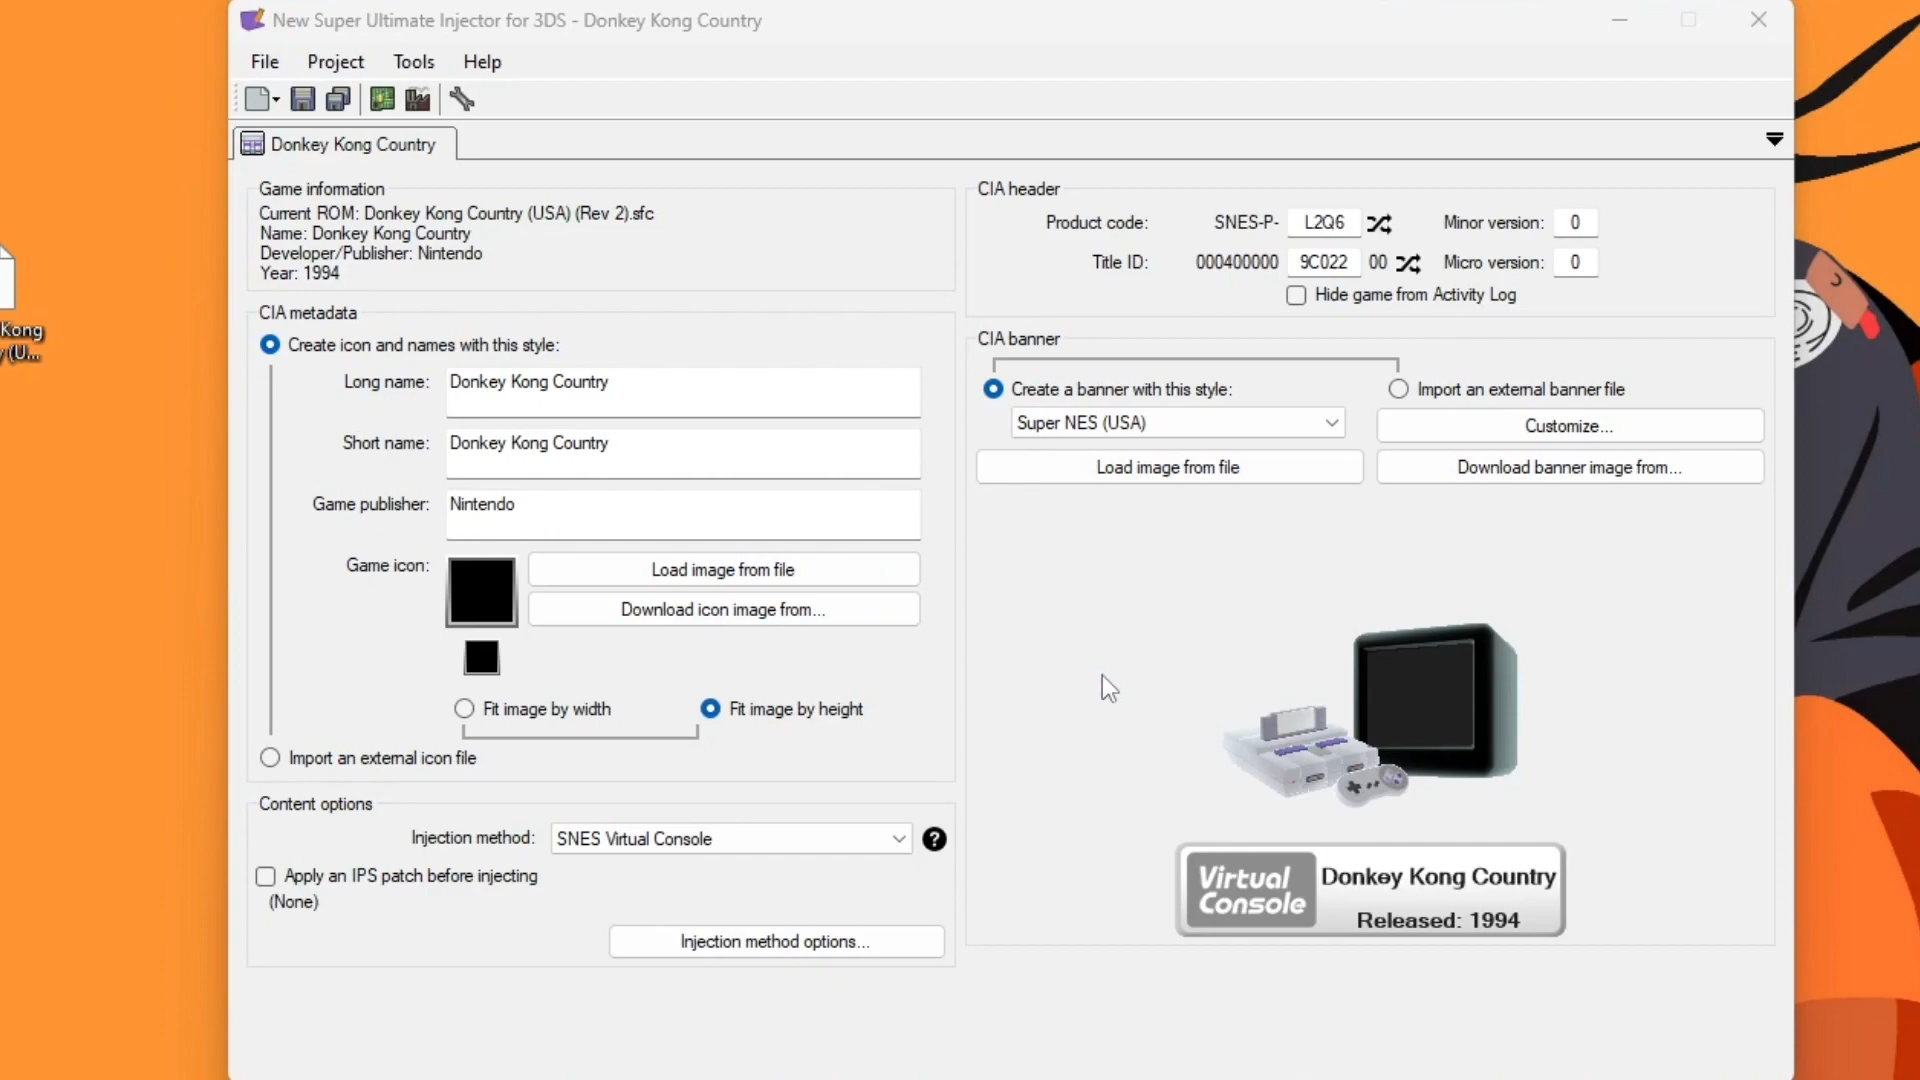 New Super Ultimate Injector for 3DS - Donkey Kong Country
File Project Tools Help
Donkey Kong Country
Game information
Current ROM: Donkey Kong Country (USA) (Rev 2).sfc
Name: Donkey Kong Country
Developer/Publisher: Nintendo
Year: 1994
CIA metadata
Create icon and names with this style:
Long name: Donkey Kong Country
Short name: Donkey Kong Country
Game publisher: Nintendo
Game icon: Load image from file
Download icon image from...
Fit image by width Fit image by height
Import an external icon file
Content options
Injection method: SNES Virtual Console ?
Apply an IPS patch before injecting
(None)
Injection method options...
CIA header
Product code: SNES-P- L2Q6 Minor version: 0
Title ID: 000400000 9C022 00 Micro version: 0
Hide game from Activity Log
CIA banner
Create a banner with this style: Import an external banner file
Super NES (USA) Customize...
Load image from file Download banner image from...
Virtual Console
Donkey Kong Country
Released: 1994
Kong
(U...